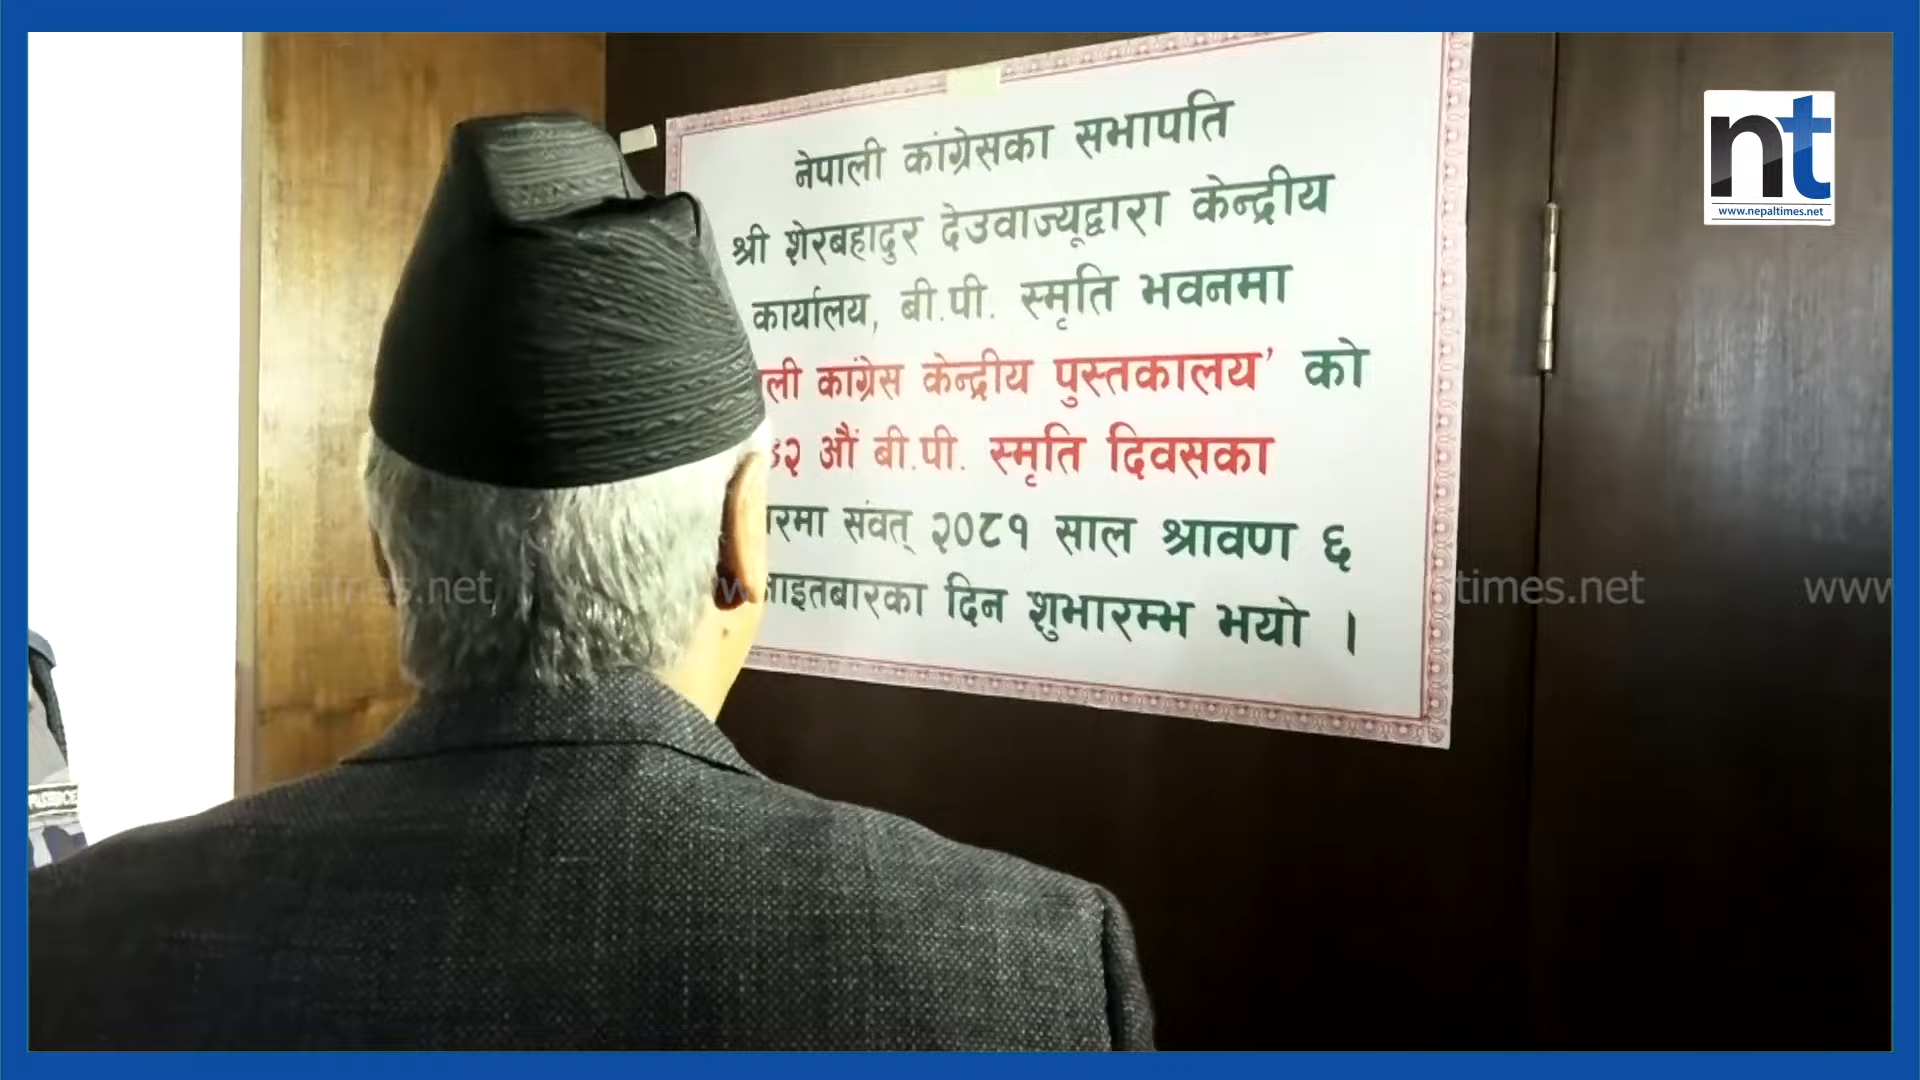 नेपाली कांग्रेसका सभापति
श्री शेरबहादुर देउवाज्यूद्वारा केन्द्रीय
कार्यालय, बी.पी. स्मृति भवनमा
कांग्रेस केन्द्रीय पुस्तकालय’ को
औं बी.पी. स्मृति दिवसका
संवत् २०८१ साल श्रावण ६
आइतबारका दिन शुभारम्भ भयो ।
nt
www.nepaltimes.net